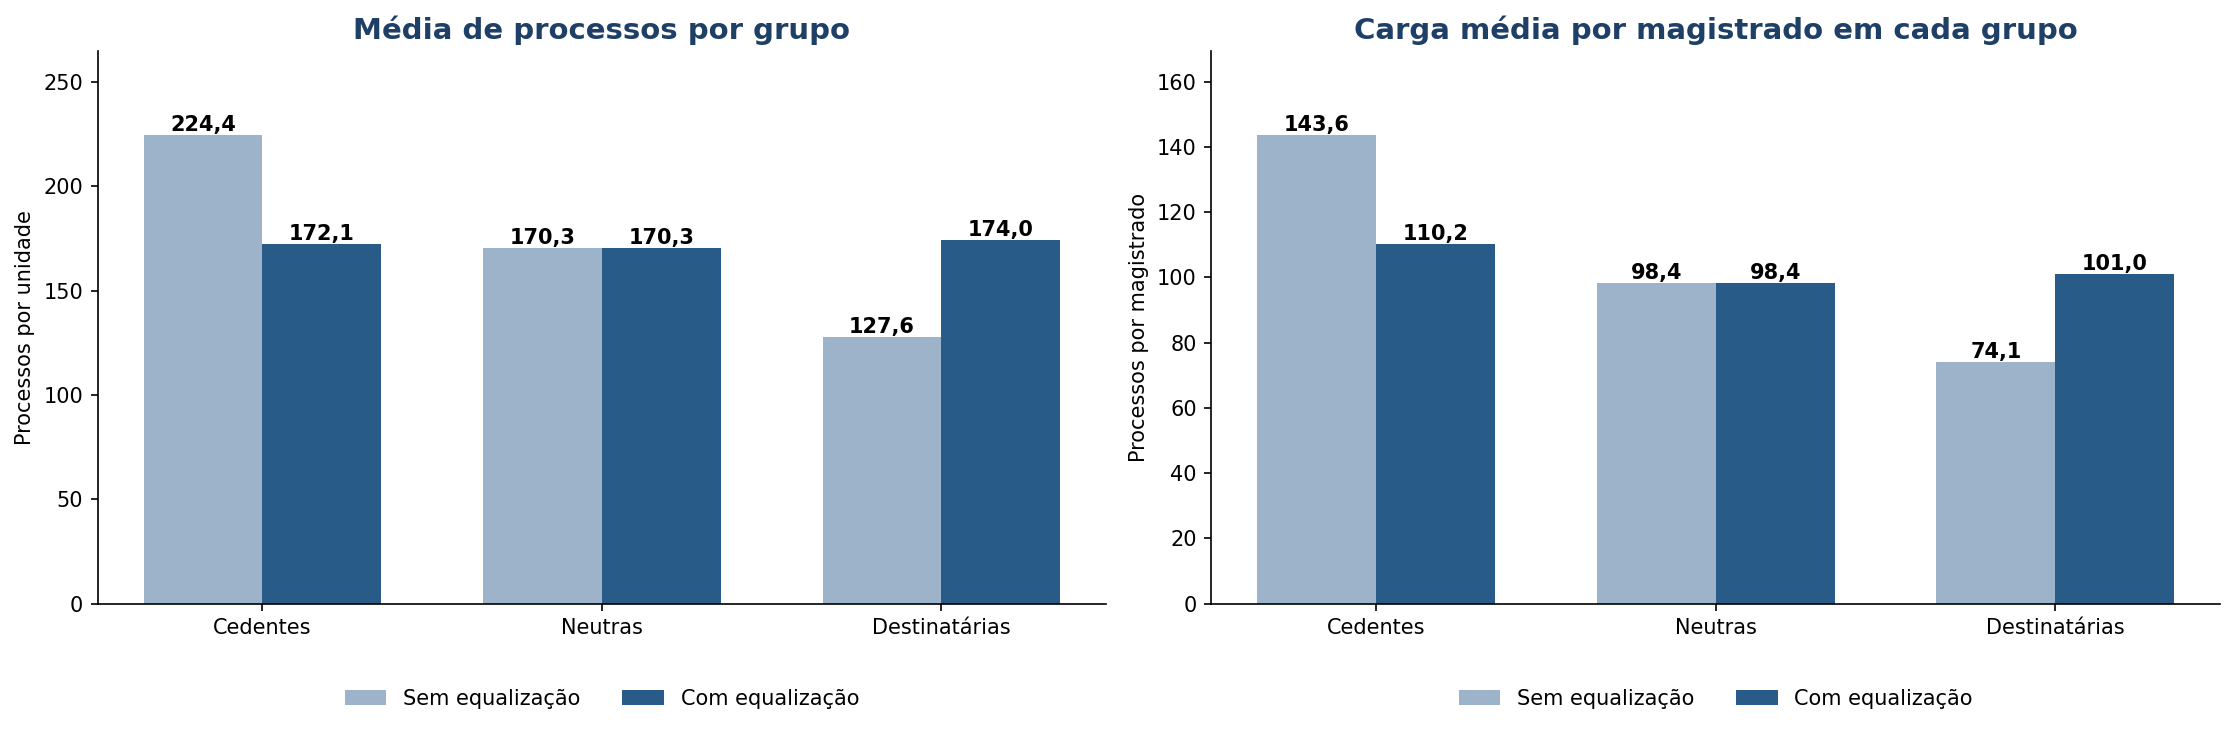 Média de processos por grupo
Processos por unidade
250
200
150
100
50
0
224,4
172,1
170,3
170,3
127,6
174,0
Cedentes
Neutras
Destinatárias
Sem equalização
Com equalização
Carga média por magistrado em cada grupo
Processos por magistrado
160
140
120
100
80
60
40
20
0
143,6
110,2
98,4
98,4
74,1
101,0
Cedentes
Neutras
Destinatárias
Sem equalização
Com equalização